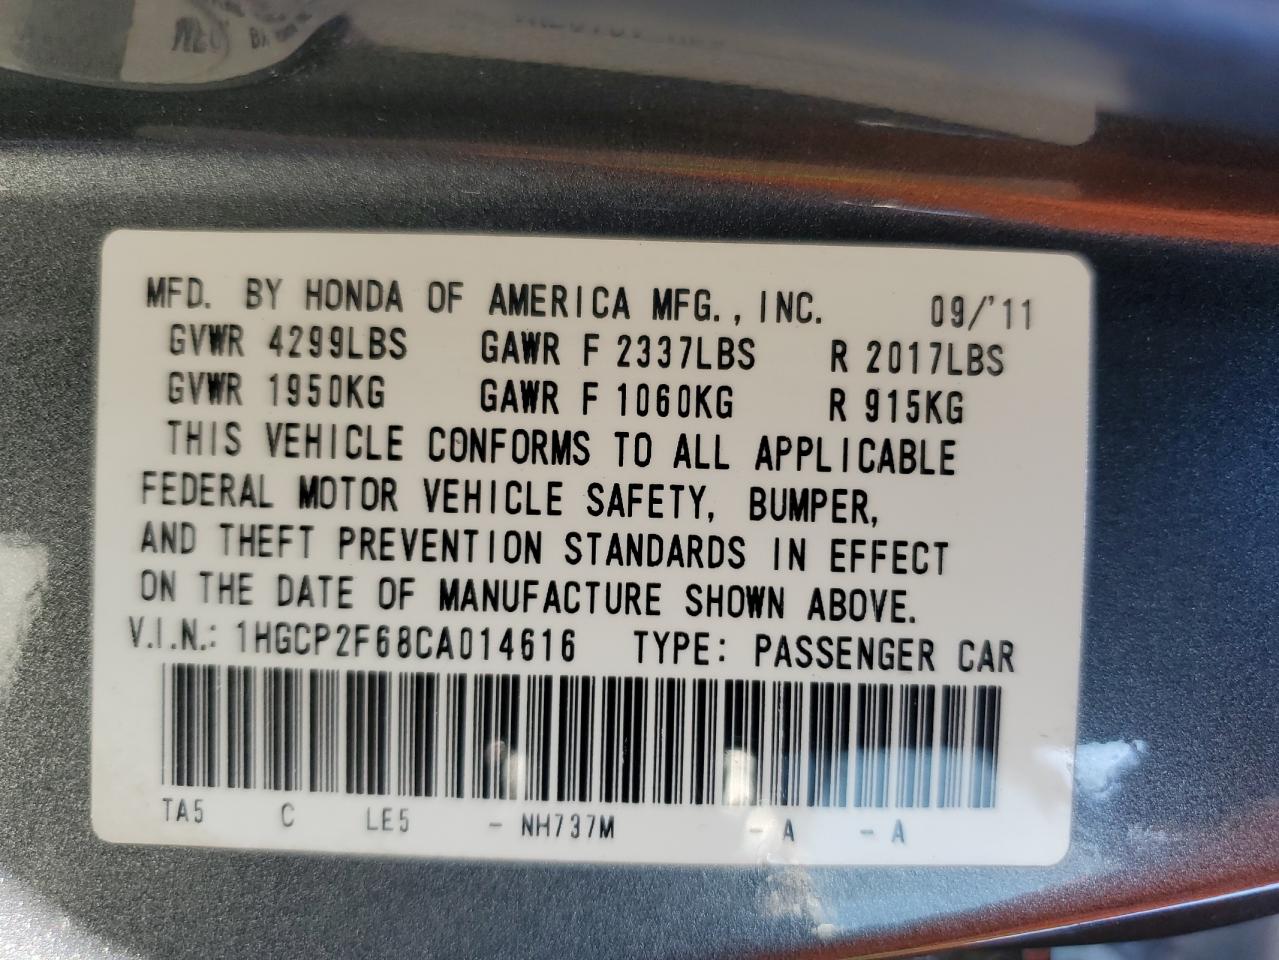 MFD. BY HONDA OF AMERICA MFG., INC. 09/'11
GVWR 4299LBS GAWR F 2337LBS R 2017LBS
GVWR 1950KG GAWR F 1060KG R 915KG
THIS VEHICLE CONFORMS TO ALL APPLICABLE
FEDERAL MOTOR VEHICLE SAFETY, BUMPER,
AND THEFT PREVENTION STANDARDS IN EFFECT
ON THE DATE OF MANUFACTURE SHOWN ABOVE.
V.I.N.: 1HGCP2F68CA014616 TYPE: PASSENGER CAR
TA5 C LE5 - NH737M - A - A